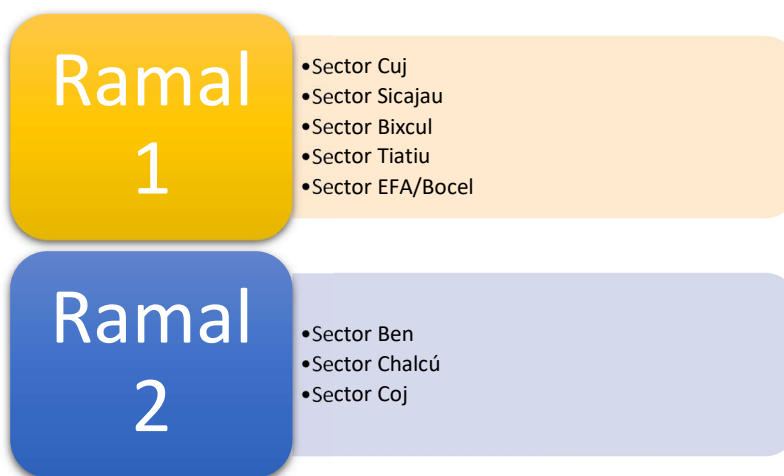 Ramal
1
•Sector Cuj
•Sector Sicajau
•Sector Bixcul
•Sector Tiatiu
•Sector EFA/Bocel
Ramal
2
•Sector Ben
•Sector Chalcú
•Sector Coj